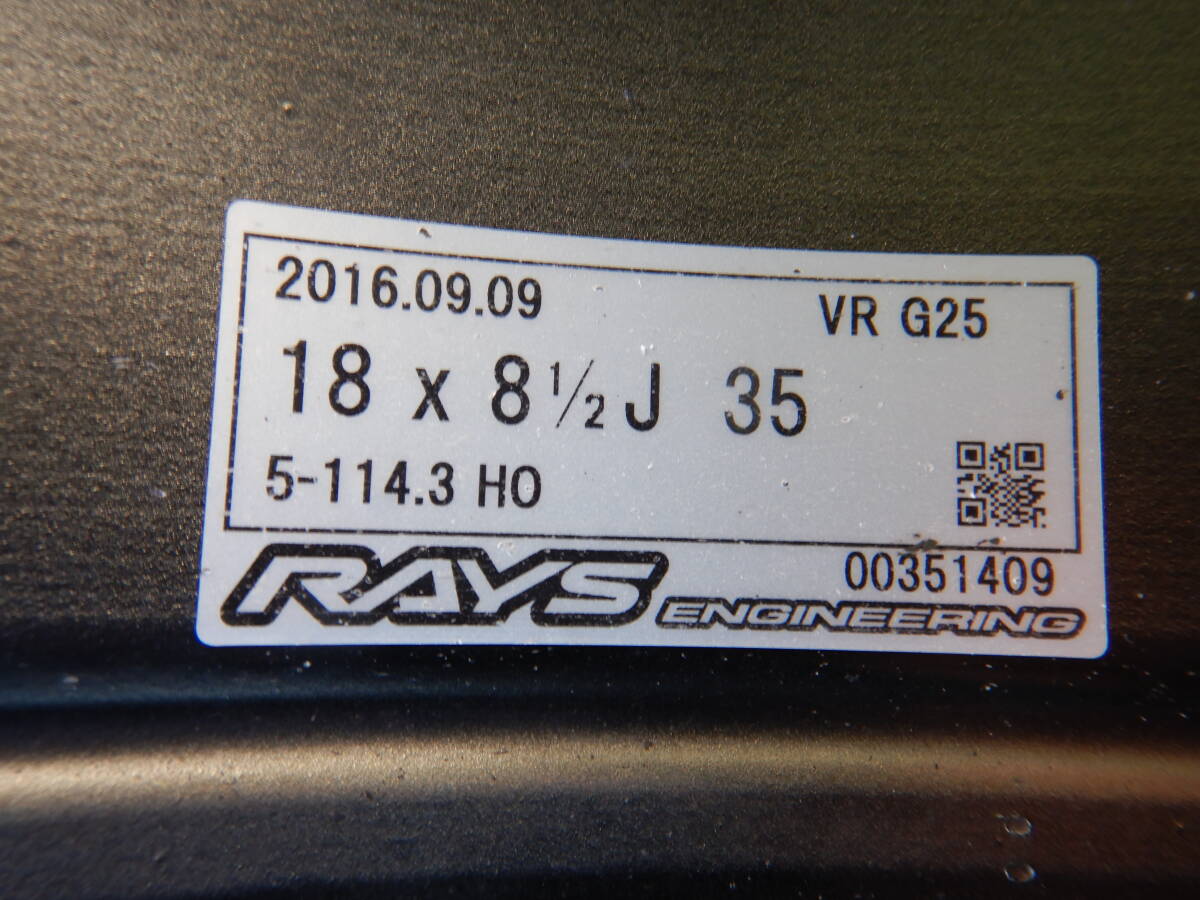 2016.09.09 VR G25
18 x 8½J 35
5-114.3 HO
00351409
RAYS ENGINEERING